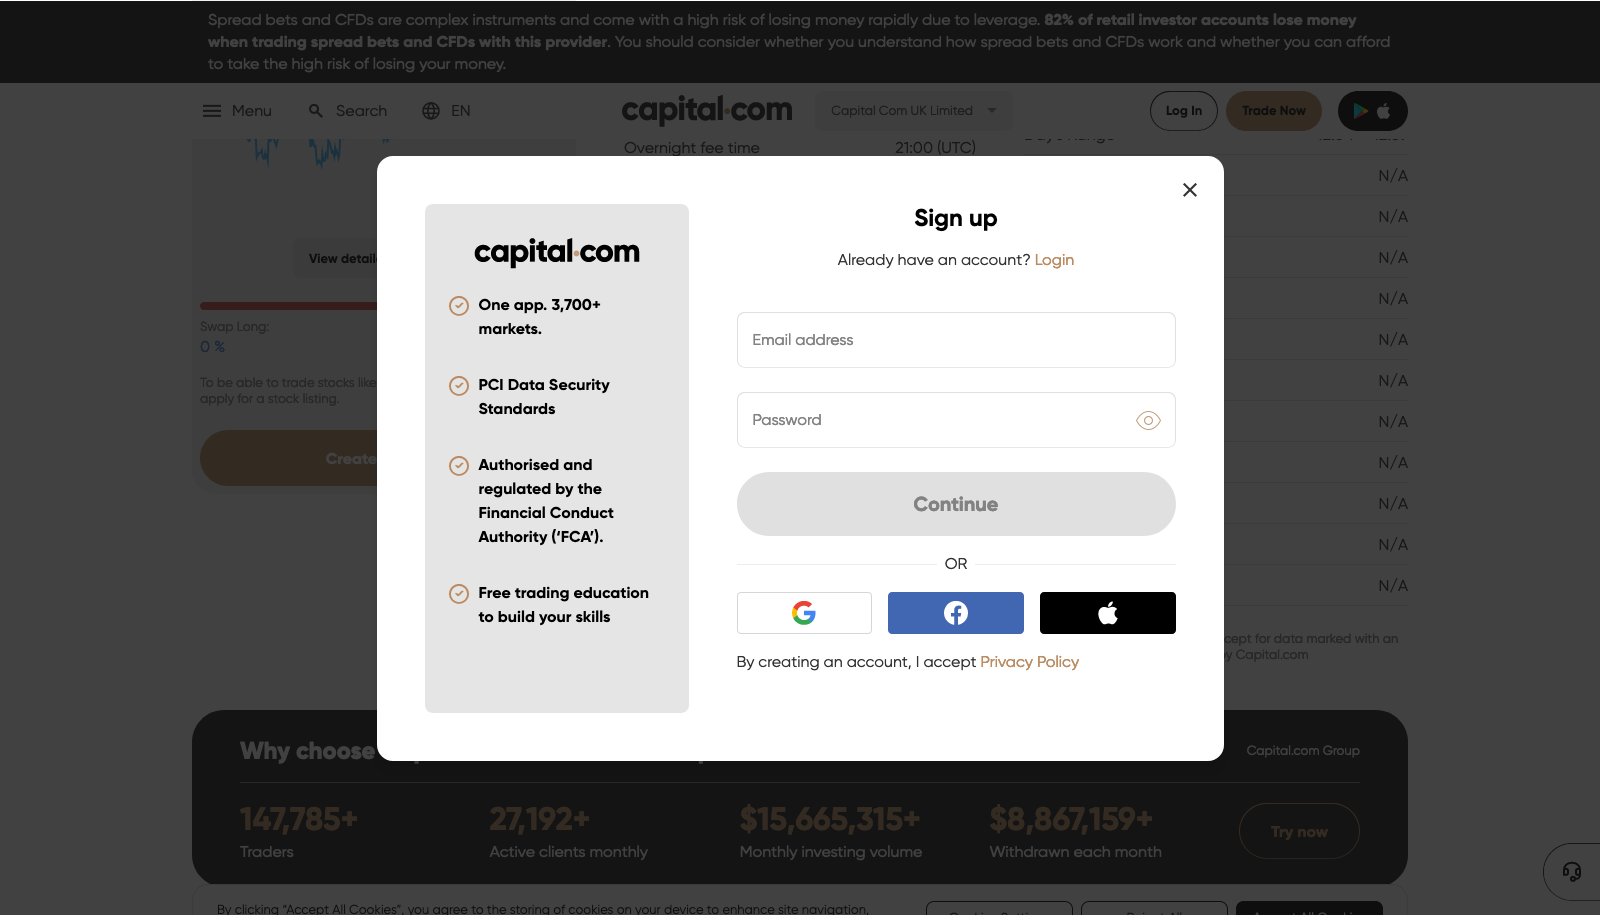 Spread bets and CFDs are complex instruments and come with a high risk of losing money rapidly due to leverage. 82% of retail investor accounts lose money
when trading spread bets and CFDs with this provider. You should consider whether you understand how spread bets and CFDs work and whether you can afford
to take the high risk of losing your money.
Menu Search EN capital.com Capital Com UK Limited Log In Trade Now
Overnight fee time 21:00 (UTC)
N/A
N/A
N/A
N/A
N/A
N/A
N/A
N/A
N/A
N/A
N/A
View
Swap Long:
0 %
To be able to trade stocks like
apply for a stock listing.
Create
capital.com
One app. 3,700+
markets.
PCI Data Security
Standards
Authorised and
regulated by the
Financial Conduct
Authority (‘FCA’).
Free trading education
to build your skills
Sign up
Already have an account? Login
Email address
Password
Continue
OR
By creating an account, I accept Privacy Policy
for data marked with an
Capital.com
Why choose
Capital.com Group
147,785+
Traders
27,192+
Active clients monthly
$15,665,315+
Monthly investing volume
$8,867,159+
Withdrawn each month
Try now
By clicking “Accept All Cookies”, you agree to the storing of cookies on your device to enhance site navigation,